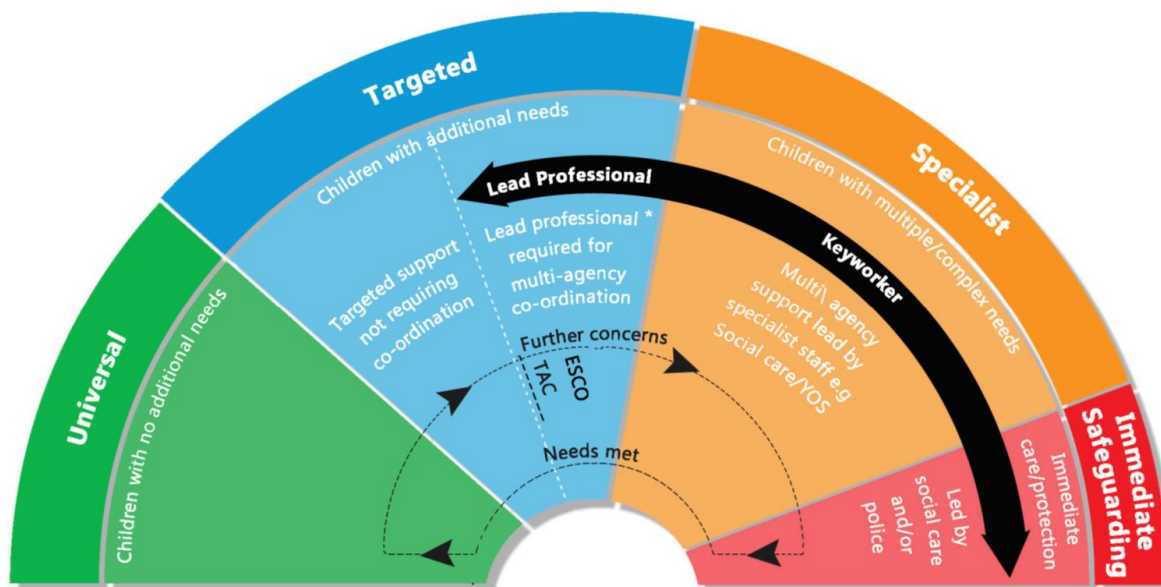 Universal
Children with no additional needs
Targeted
Children with additional needs
Targeted support
not requiring
co-ordination
Lead professional *
required for
multi-agency
co-ordination
Lead Professional
Keyworker
Further concerns
ESCO
TAC
Needs met
Specialist
Children with multiple/complex needs
Multi\ agency
support lead by
specialist staff e.g
Social care/YOS
Immediate
Safeguarding
Immediate
care/protection
Led by
social care
and/or
police